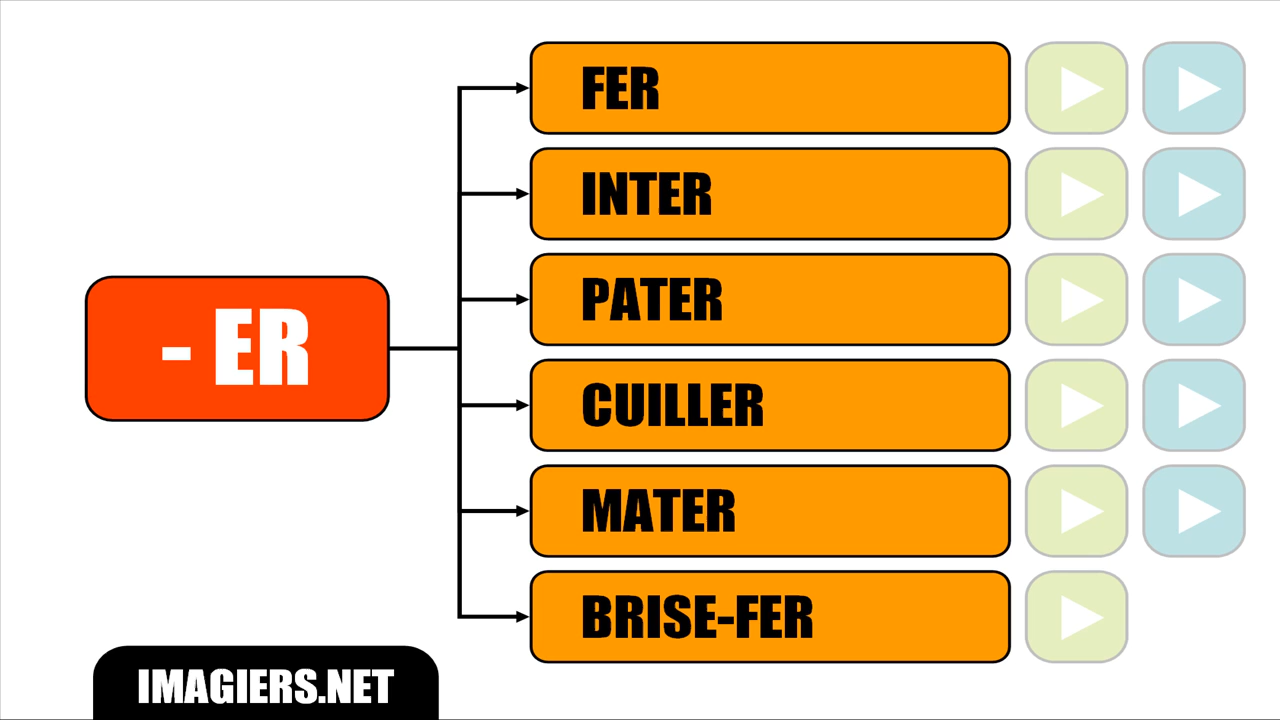 - ER
FER
INTER
PATER
CUILLER
MATER
BRISE-FER
IMAGIERS.NET